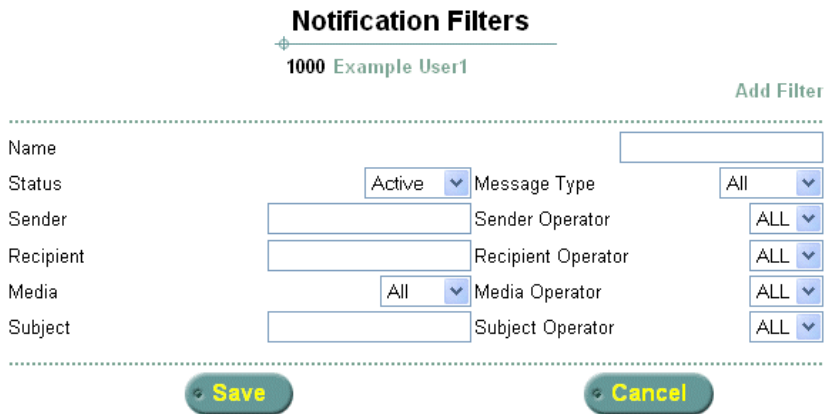 Notification Filters
1000 Example User1
Add Filter
Name
Status Active Message Type All
Sender Sender Operator ALL
Recipient Recipient Operator ALL
Media All Media Operator ALL
Subject Subject Operator ALL
Save Cancel